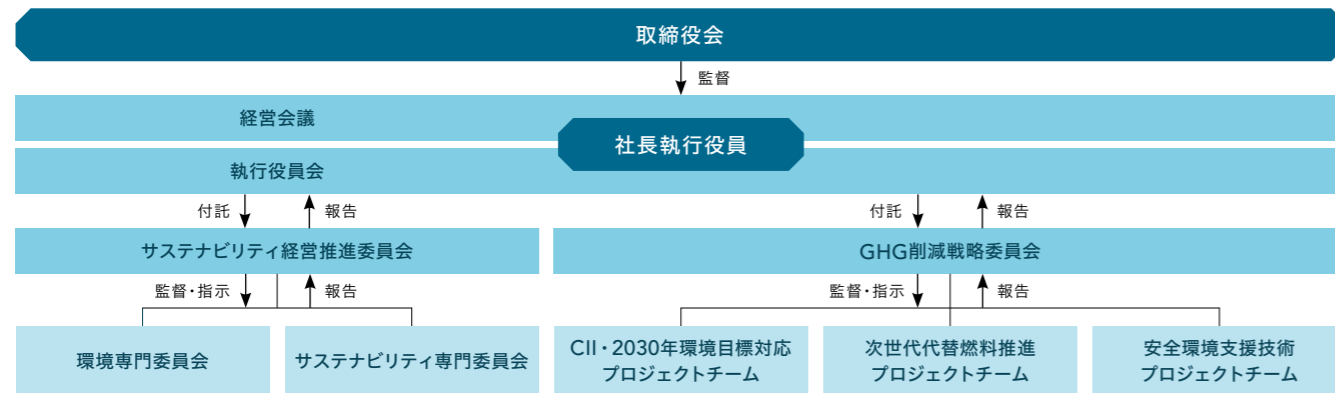 取締役会
監督
経営会議
社長執行役員
執行役員会
付託
報告
付託
報告
サステナビリティ経営推進委員会
GHG削減戦略委員会
監督・指示
報告
監督・指示
報告
環境専門委員会
サステナビリティ専門委員会
CII・2030年環境目標対応
プロジェクトチーム
次世代代替燃料推進
プロジェクトチーム
安全環境支援技術
プロジェクトチーム